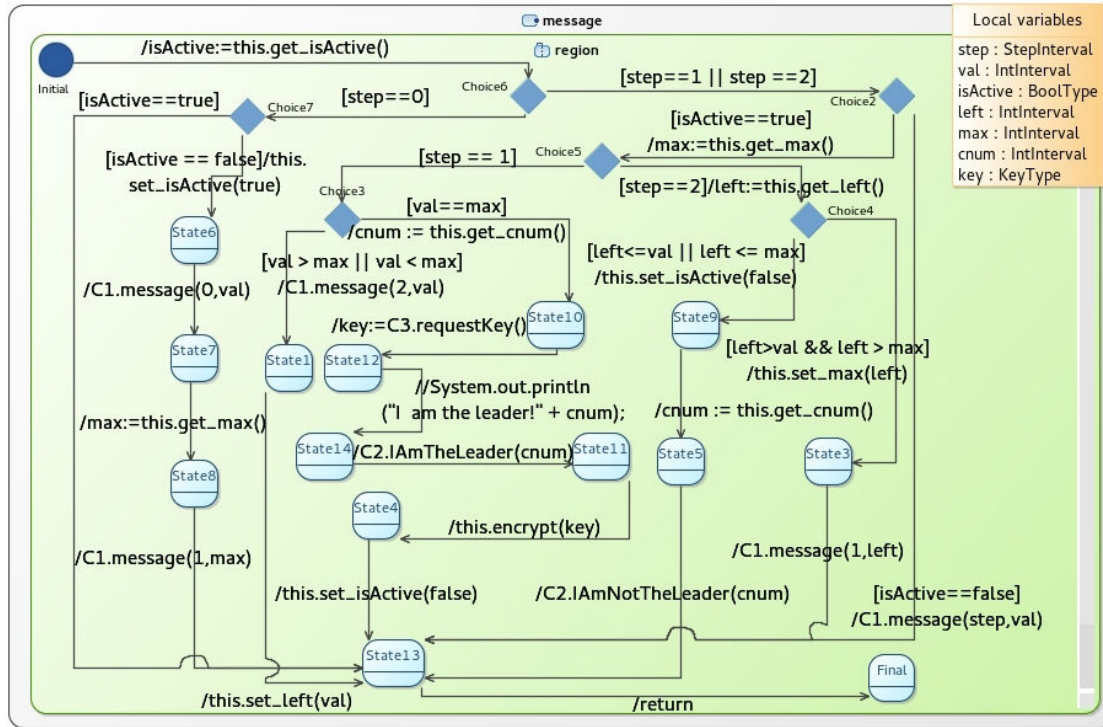 message
Local variables
step : StepInterval
val : IntInterval
isActive : BoolType
left : IntInterval
max : IntInterval
cnum : IntInterval
key : KeyType
region
/isActive:=this.get_isActive()
Initial
[isActive==true]
Choice7
[step==0]
Choice6
[step==1 || step ==2]
Choice2
[isActive==true]
/max:=this.get_max()
[isActive == false]/this.
set_isActive(true)
[step == 1]
Choice5
[step==2]/left:=this.get_left()
Choice3
Choice4
[val==max]
/cnum := this.get_cnum()
State6
[val > max || val < max]
/C1.message(2,val)
[left<=val || left <= max]
/this.set_isActive(false)
/C1.message(0,val)
/key:=C3.requestKey()
State10
State9
State7
State1
State12
[left>val && left > max]
/this.set_max(left)
//System.out.println
("I am the leader!" + cnum);
/cnum := this.get_cnum()
/max:=this.get_max()
State14
/C2.IAmTheLeader(cnum)
State11
State5
State3
State8
State4
/this.encrypt(key)
/C1.message(1,max)
/C1.message(1,left)
/this.set_isActive(false)
/C2.IAmNotTheLeader(cnum)
[isActive==false]
/C1.message(step,val)
State13
Final
/this.set_left(val)
/return